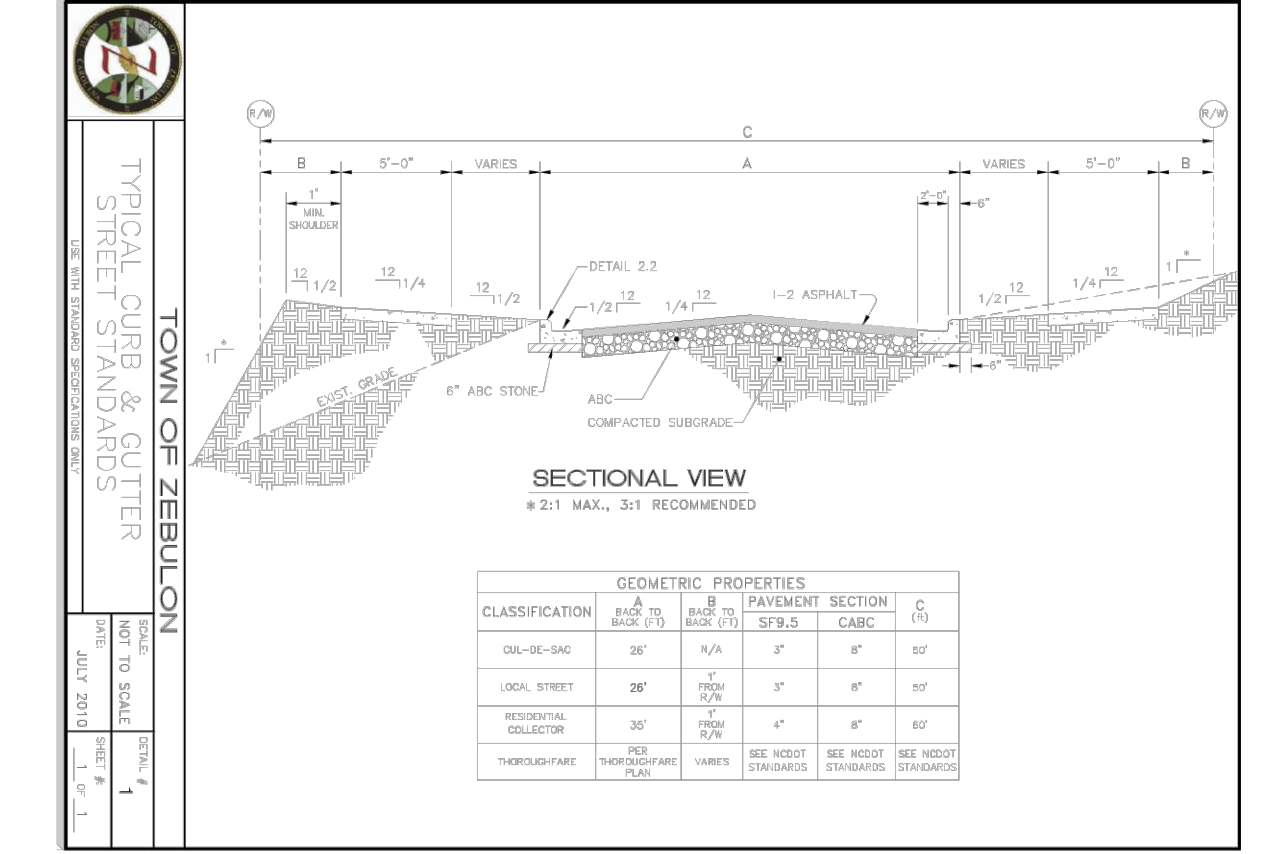 R/W
R/W
C
B
5'-0"
VARIES
A
VARIES
5'-0"
B
1'
MIN.
SHOULDER
2'-0"
6"
DETAIL 2.2
12
1/2
12
1/4
12
1/2
1/2
12
1/4
12
I-2 ASPHALT
1/2
12
1/4
12
1
*
1
*
EXIST. GRADE
6" ABC STONE
ABC
COMPACTED SUBGRADE
6"
SECTIONAL VIEW
* 2:1 MAX., 3:1 RECOMMENDED
GEOMETRIC PROPERTIES
CLASSIFICATION
A
BACK TO
BACK (FT)
B
BACK TO
BACK (FT)
PAVEMENT SECTION
SF9.5
CABC
C
(ft)
CUL-DE-SAC
26'
N/A
3"
8"
50'
LOCAL STREET
26'
1'
FROM
R/W
3"
8"
50'
RESIDENTIAL
COLLECTOR
35'
1'
FROM
R/W
4"
8"
60'
THOROUGHFARE
PER
THOROUGHFARE
PLAN
VARIES
SEE NCDOT
STANDARDS
SEE NCDOT
STANDARDS
SEE NCDOT
STANDARDS
TOWN OF ZEBULON
TYPICAL CURB & GUTTER
STREET STANDARDS
USE WITH STANDARD SPECIFICATIONS ONLY
SCALE:
NOT TO SCALE
DATE:
JULY 2010
DETAIL #
1
SHEET #:
1 OF 1